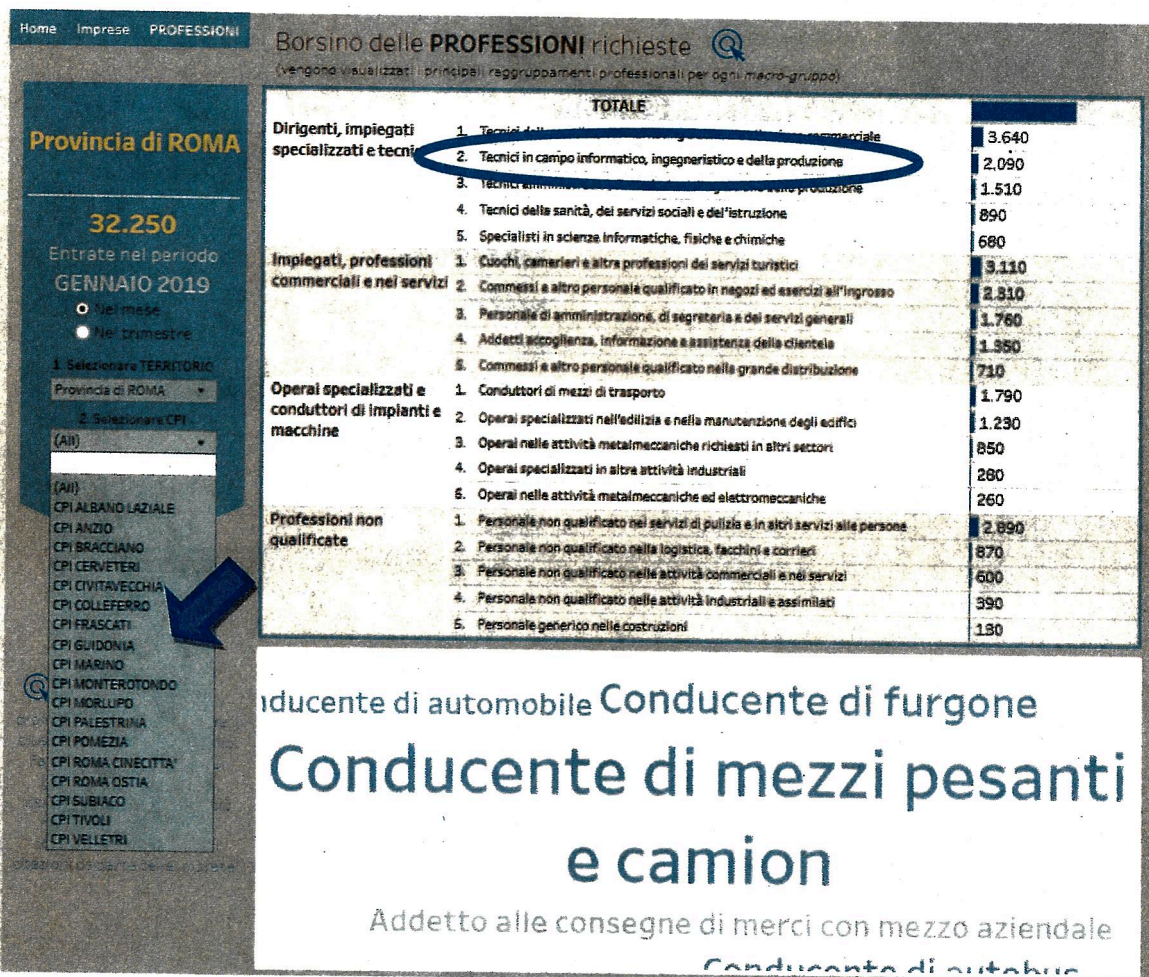 Home Imprese PROFESSIONI
Borsino delle PROFESSIONI richieste
(vengono visualizzati i principali raggruppamenti professionali per ogni macro-gruppo)
Provincia di ROMA
32.250
Entrate nel periodo
GENNAIO 2019
Nel mese
Nel trimestre
1. Selezionare TERRITORIO
Provincia di ROMA
2. Selezionare CPI
(All)
(All)
CPI ALBANO LAZIALE
CPI ANZIO
CPI BRACCIANO
CPI CERVETERI
CPI CIVITAVECCHIA
CPI COLLEFERRO
CPI FRASCATI
CPI GUIDONIA
CPI MARINO
CPI MONTEROTONDO
CPI MORLUPO
CPI PALESTRINA
CPI POMEZIA
CPI ROMA CINECITTA'
CPI ROMA OSTIA
CPI SUBIACO
CPI TIVOLI
CPI VELLETRI
TOTALE
Dirigenti, impiegati
specializzati e tecni
1. Tecnici commerciale 3.640
2. Tecnici in campo informatico, ingegneristico e della produzione 2.090
3. produzione 1.510
4. Tecnici della sanità, dei servizi sociali e del'istruzione 890
5. Specialisti in scienze informatiche, fisiche e chimiche 680
Impiegati, professioni
commerciali e nei servizi
1. Cuochi, camerieri e altre professioni dei servizi turistici 3.110
2. Commessi e altro personale qualificato in negozi ed esercizi all'ingrosso 2.310
3. Personale di amministrazione, di segreteria e dei servizi generali 1.760
4. Addetti accoglienza, informazione e assistenza della clientela 1.350
5. Commessi e altro personale qualificato nella grande distribuzione 710
Operai specializzati e
conduttori di impianti e
macchine
1. Conduttori di mezzi di trasporto 1.790
2. Operai specializzati nell'edilizia e nella manutenzione degli edifici 1.230
3. Operai nelle attività metalmeccaniche richiesti in altri settori 850
4. Operai specializzati in altre attività industriali 280
5. Operai nelle attività metalmeccaniche ed elettromeccaniche 260
Professioni non
qualificate
1. Personale non qualificato nei servizi di pulizia e in altri servizi alle persone 2.890
2. Personale non qualificato nella logistica, facchini e corrieri 870
3. Personale non qualificato nelle attività commerciali e nei servizi 600
4. Personale non qualificato nelle attività industriali e assimilati 390
5. Personale generico nelle costruzioni 130
nducente di automobile Conducente di furgone
Conducente di mezzi pesanti
e camion
Addetto alle consegne di merci con mezzo aziendale
Conducente di autobus